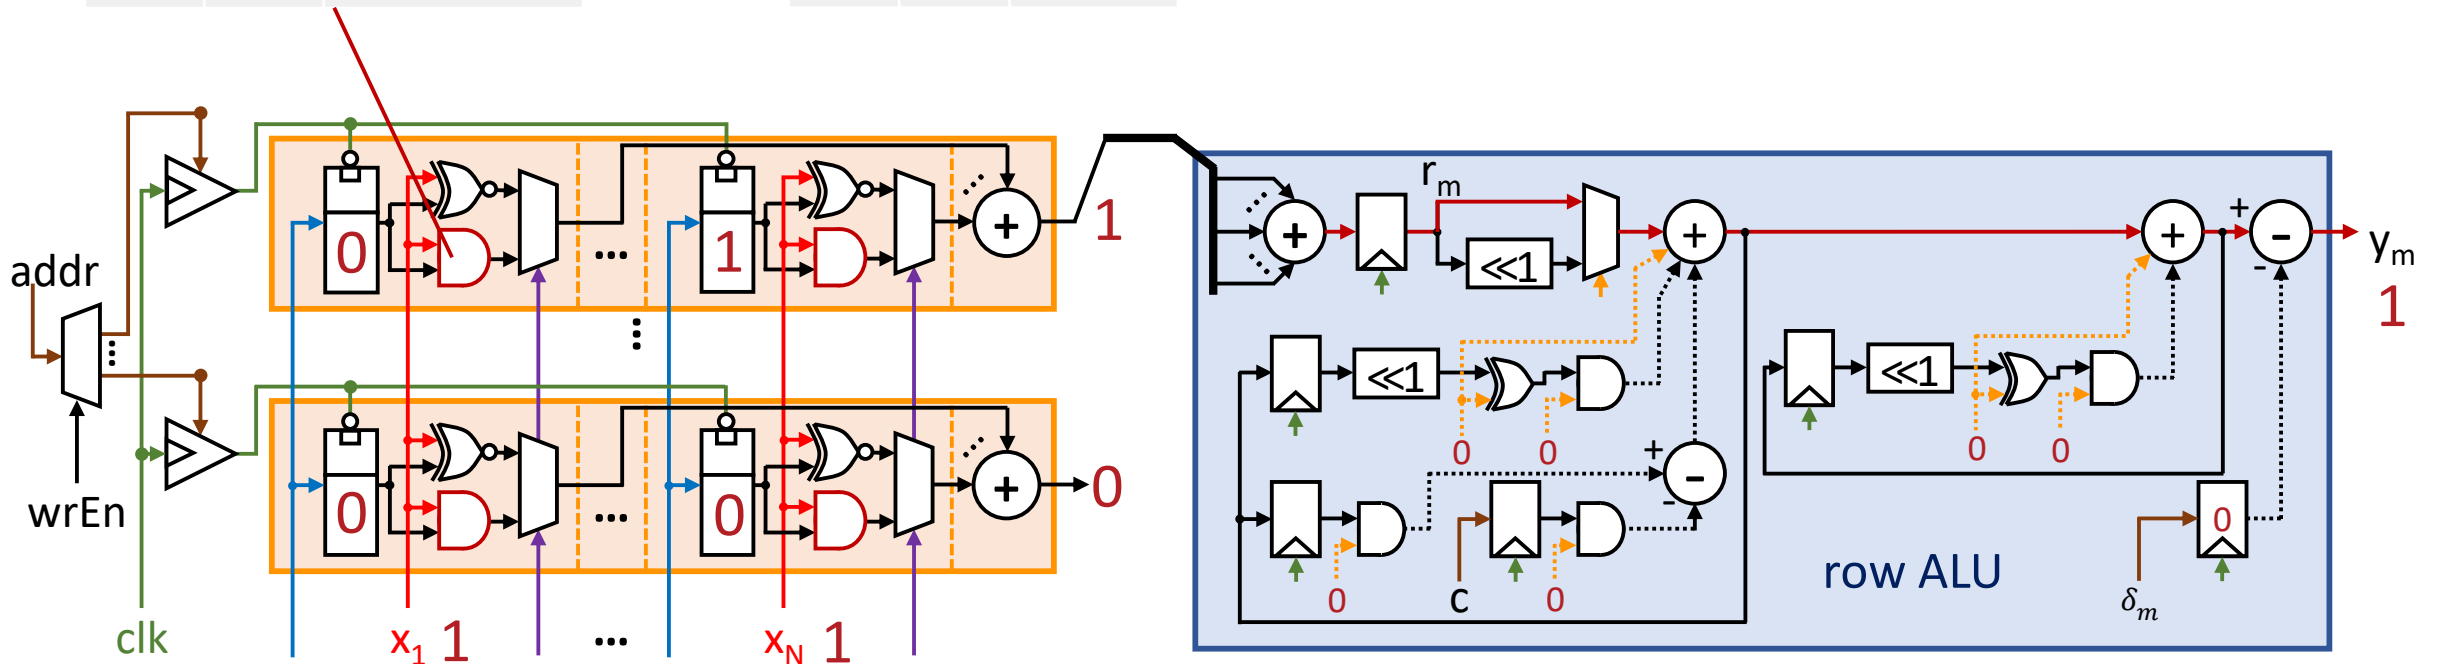 addr
wrEn
clk
0
1
+
1
0
0
+
0
x1 1
...
xN 1
+
rm
<<1
+
+
+
-
-
ym
1
<<1
0
0
+
-
-
<<1
0
0
0
c
0
0
δm
row ALU